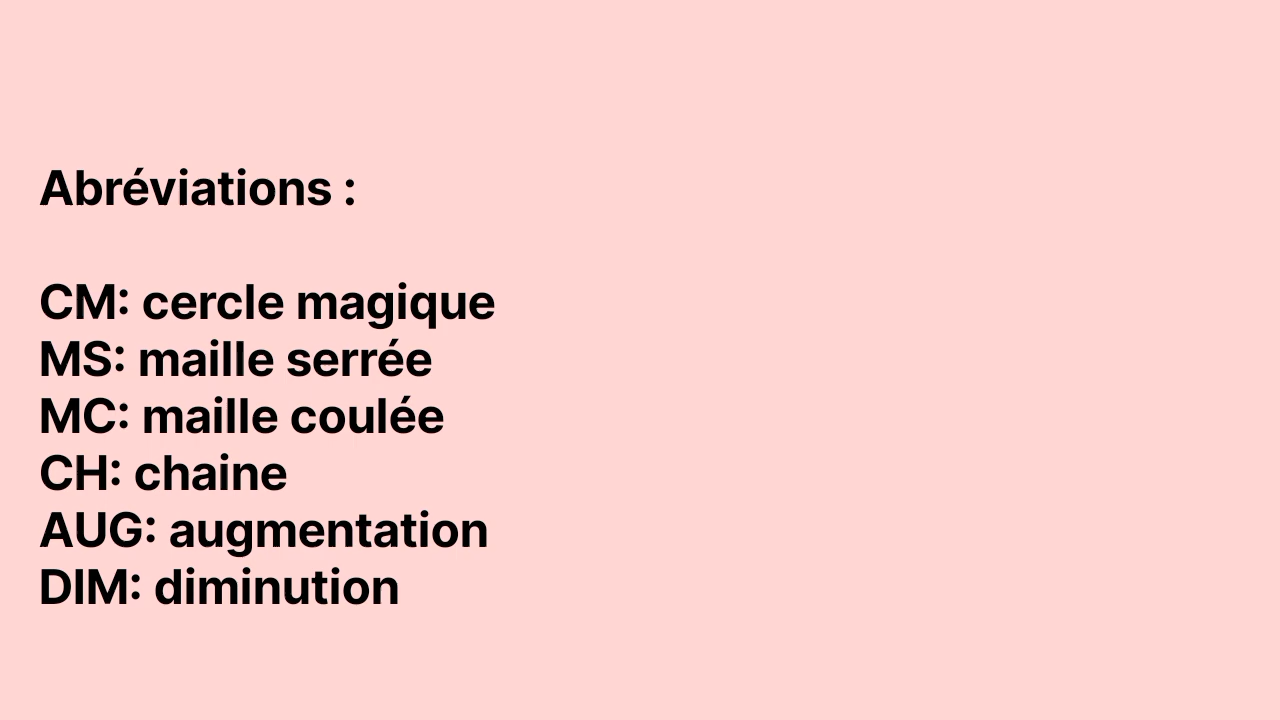 Abréviations :
CM: cercle magique
MS: maille serrée
MC: maille coulée
CH: chaine
AUG: augmentation
DIM: diminution